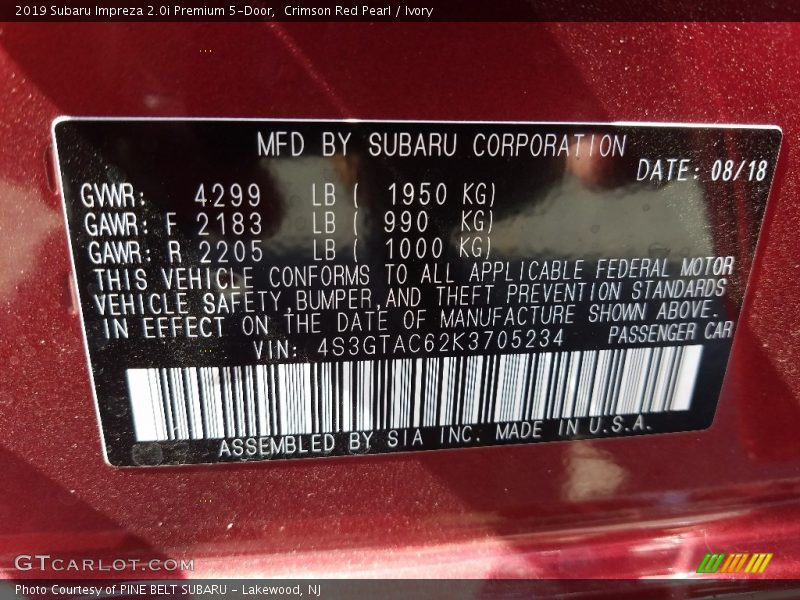 2019 Subaru Impreza 2.0i Premium 5-Door,  Crimson Red Pearl / Ivory
MFD BY SUBARU CORPORATION
DATE: 08/18
GVWR: 4299 LB ( 1950 KG)
GAWR: F 2183 LB ( 990 KG)
GAWR: R 2205 LB ( 1000 KG)
THIS VEHICLE CONFORMS TO ALL APPLICABLE FEDERAL MOTOR
VEHICLE SAFETY,BUMPER,AND THEFT PREVENTION STANDARDS
IN EFFECT ON THE DATE OF MANUFACTURE SHOWN ABOVE.
VIN: 4S3GTAC62K3705234 PASSENGER CAR
ASSEMBLED BY SIA INC. MADE IN U.S.A.
GTCARLOT.COM
Photo Courtesy of PINE BELT SUBARU - Lakewood, NJ